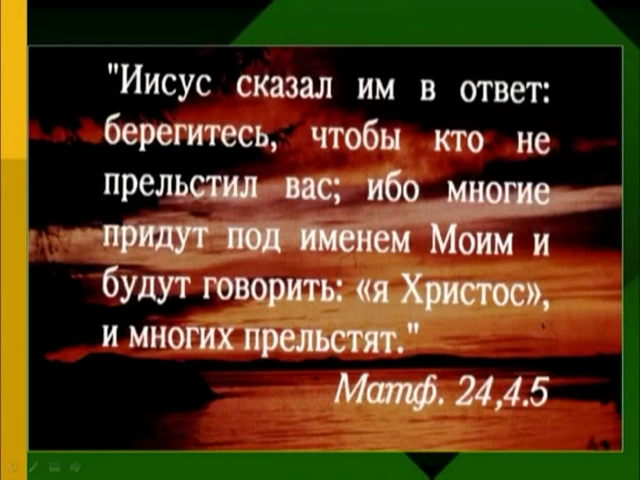 "Иисус сказал им в ответ:
берегитесь, чтобы кто не
прельстил вас; ибо многие
придут под именем Моим и
будут говорить: «я Христос»,
и многих прельстят."
Матф. 24,4.5